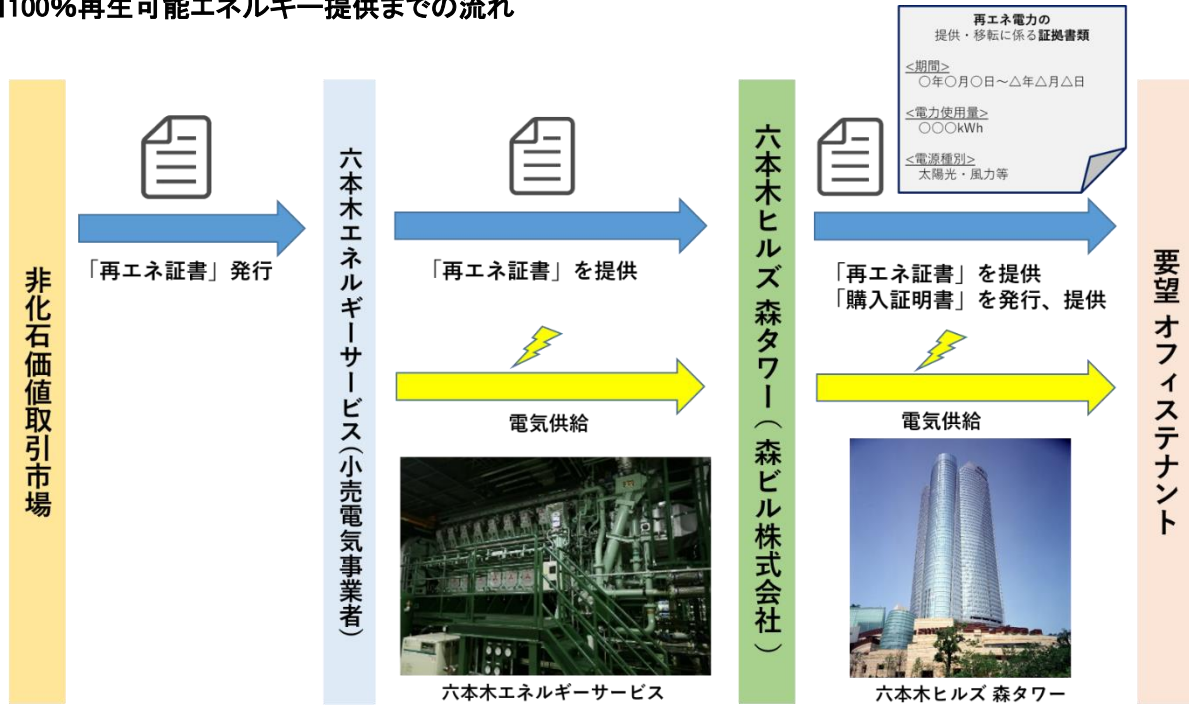 100%再生可能エネルギー提供までの流れ
再エネ電力の
提供・移転に係る証拠書類
<期間>
〇年〇月〇日～△年△月△日
<電力使用量>
〇〇〇kWh
<電源種別>
太陽光・風力等
非化石価値取引市場
「再エネ証書」発行
六本木エネルギーサービス（小売電気事業者）
「再エネ証書」を提供
電気供給
六本木エネルギーサービス
六本木ヒルズ 森タワー（森ビル株式会社）
「再エネ証書」を提供
「購入証明書」を発行、提供
電気供給
六本木ヒルズ 森タワー
要望 オフィステナント